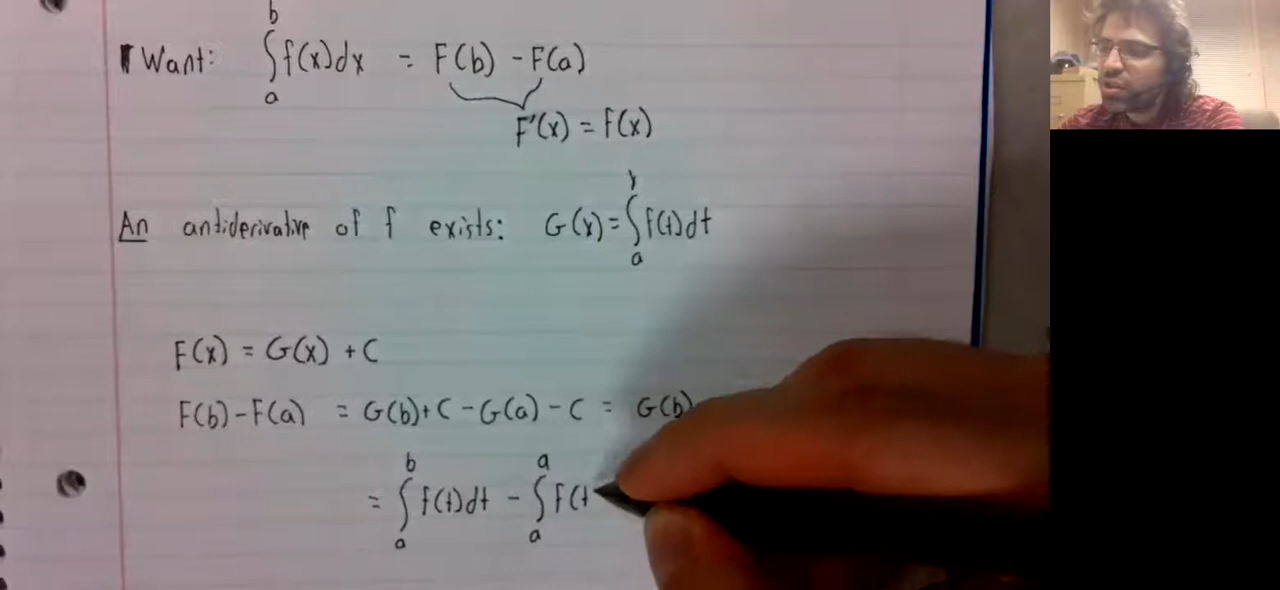 Want: ∫_a^b f(x)dx = F(b) - F(a)
F'(x) = f(x)
An antiderivative of f exists: G(x) = ∫_a^x f(t)dt
F(x) = G(x) + C
F(b) - F(a) = G(b) + C - G(a) - C = G(b)
= ∫_a^b f(t)dt - ∫_a^a f(t